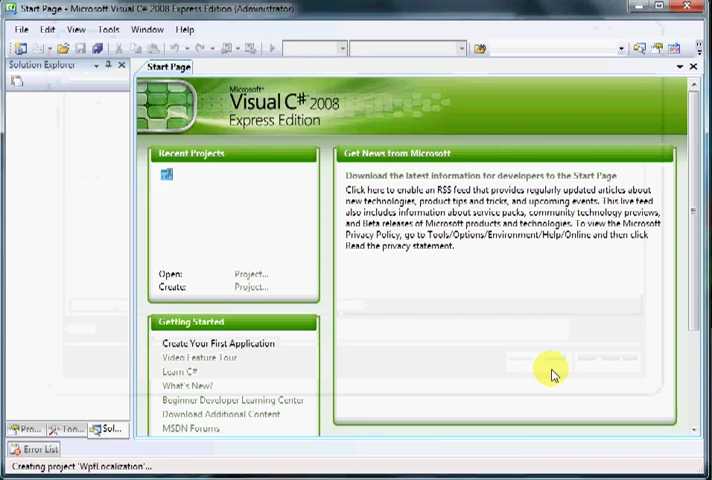 Start Page - Microsoft Visual C# 2008 Express Edition (Administrator)
File Edit View Tools Window Help
Solution Explorer
Start Page
Microsoft
Visual C# 2008
Express Edition
Recent Projects
Open: Project...
Create: Project...
Getting Started
Create Your First Application
Video Feature Tour
Learn C#
What's New?
Beginner Developer Learning Center
Download Additional Content
MSDN Forums
Get News from Microsoft
Download the latest information for developers to the Start Page
Click here to enable an RSS feed that provides regularly updated articles about
new technologies, product tips and tricks, and upcoming events. This live feed
also includes information about service packs, community technology previews,
and Beta releases of Microsoft products and technologies. To view the Microsoft
Privacy Policy, go to Tools/Options/Environment/Help/Online and then click
Read the privacy statement.
Pro... Too... Sol...
Error List
Creating project 'WpfLocalization'...